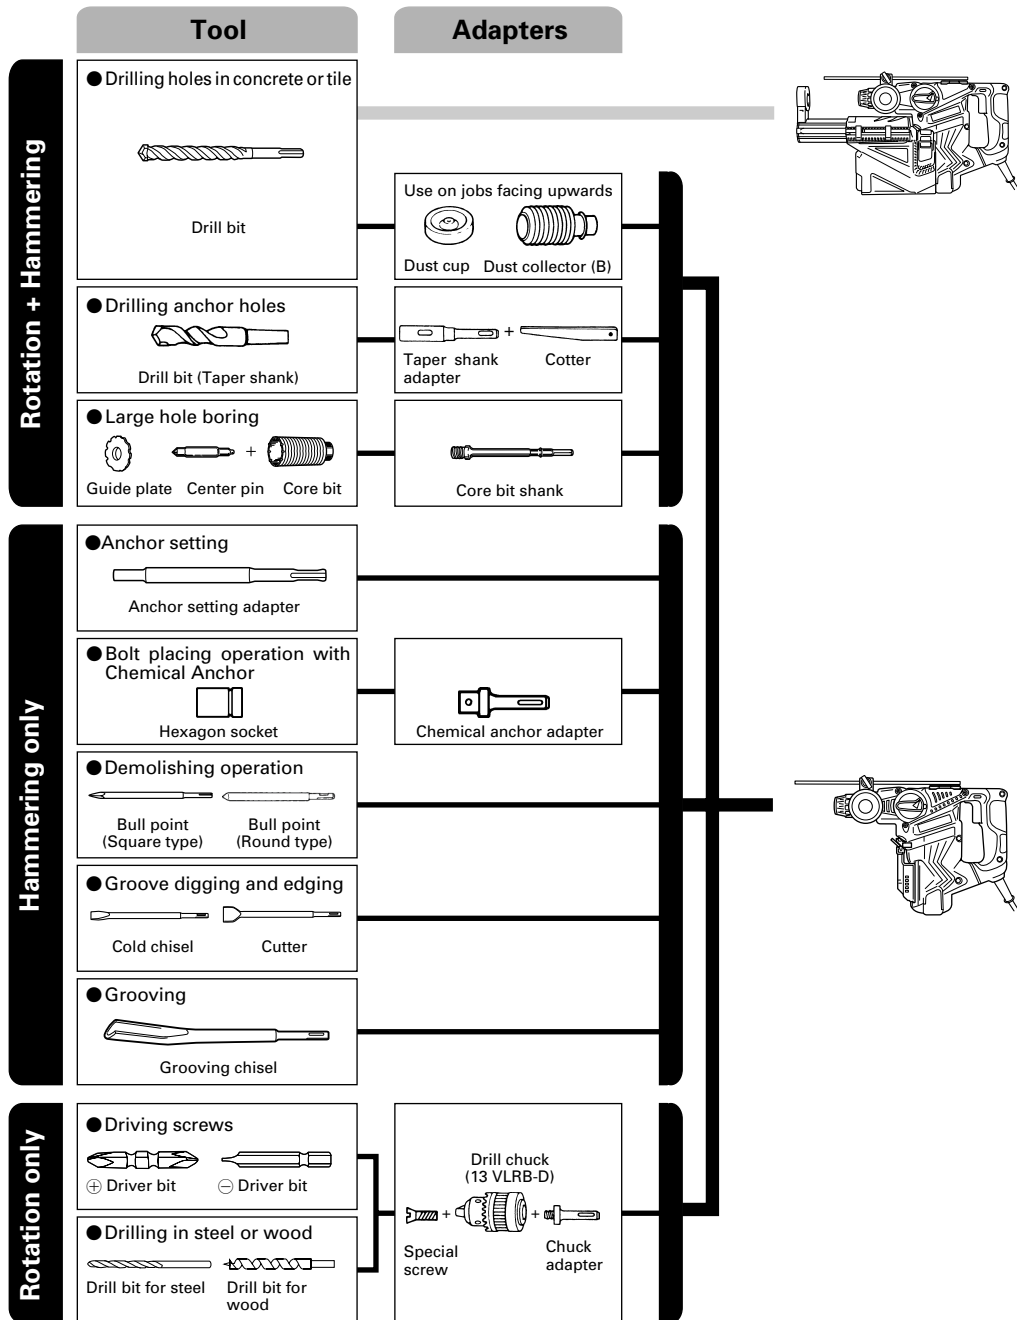 Tool
Adapters
Rotation + Hammering
● Drilling holes in concrete or tile
Drill bit
Use on jobs facing upwards
Dust cup Dust collector (B)
● Drilling anchor holes
Drill bit (Taper shank)
+
Taper shank
adapter
Cotter
● Large hole boring
+
Guide plate Center pin Core bit
Core bit shank
Hammering only
●Anchor setting
Anchor setting adapter
● Bolt placing operation with
Chemical Anchor
Hexagon socket
Chemical anchor adapter
● Demolishing operation
Bull point
(Square type)
Bull point
(Round type)
● Groove digging and edging
Cold chisel Cutter
● Grooving
Grooving chisel
Rotation only
● Driving screws
⊕ Driver bit ⊖ Driver bit
● Drilling in steel or wood
Drill bit for steel
Drill bit for
wood
Drill chuck
(13 VLRB-D)
+ +
Special
screw
Chuck
adapter